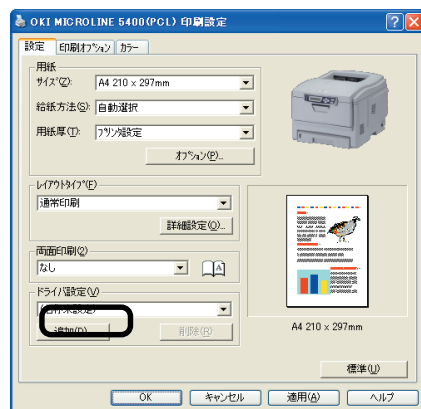 OKI MICROLINE 5400(PCL) 印刷設定
設定 印刷ｵﾌﾟｼｮﾝ ｶﾗｰ
用紙
ｻｲｽﾞ(Z): A4 210 x 297mm
給紙方法(S): 自動選択
用紙厚(T): ﾌﾟﾘﾝﾀ設定
ｵﾌﾟｼｮﾝ(P)...
ﾚｲｱｳﾄﾀｲﾌﾟ(E)
通常印刷
詳細設定(O)...
両面印刷(2)
なし
ﾄﾞﾗｲﾊﾞ設定(V)
追加(D)... 削除(R)
A4 210 x 297mm
標準(U)
OK キャンセル 適用(A) ヘルプ